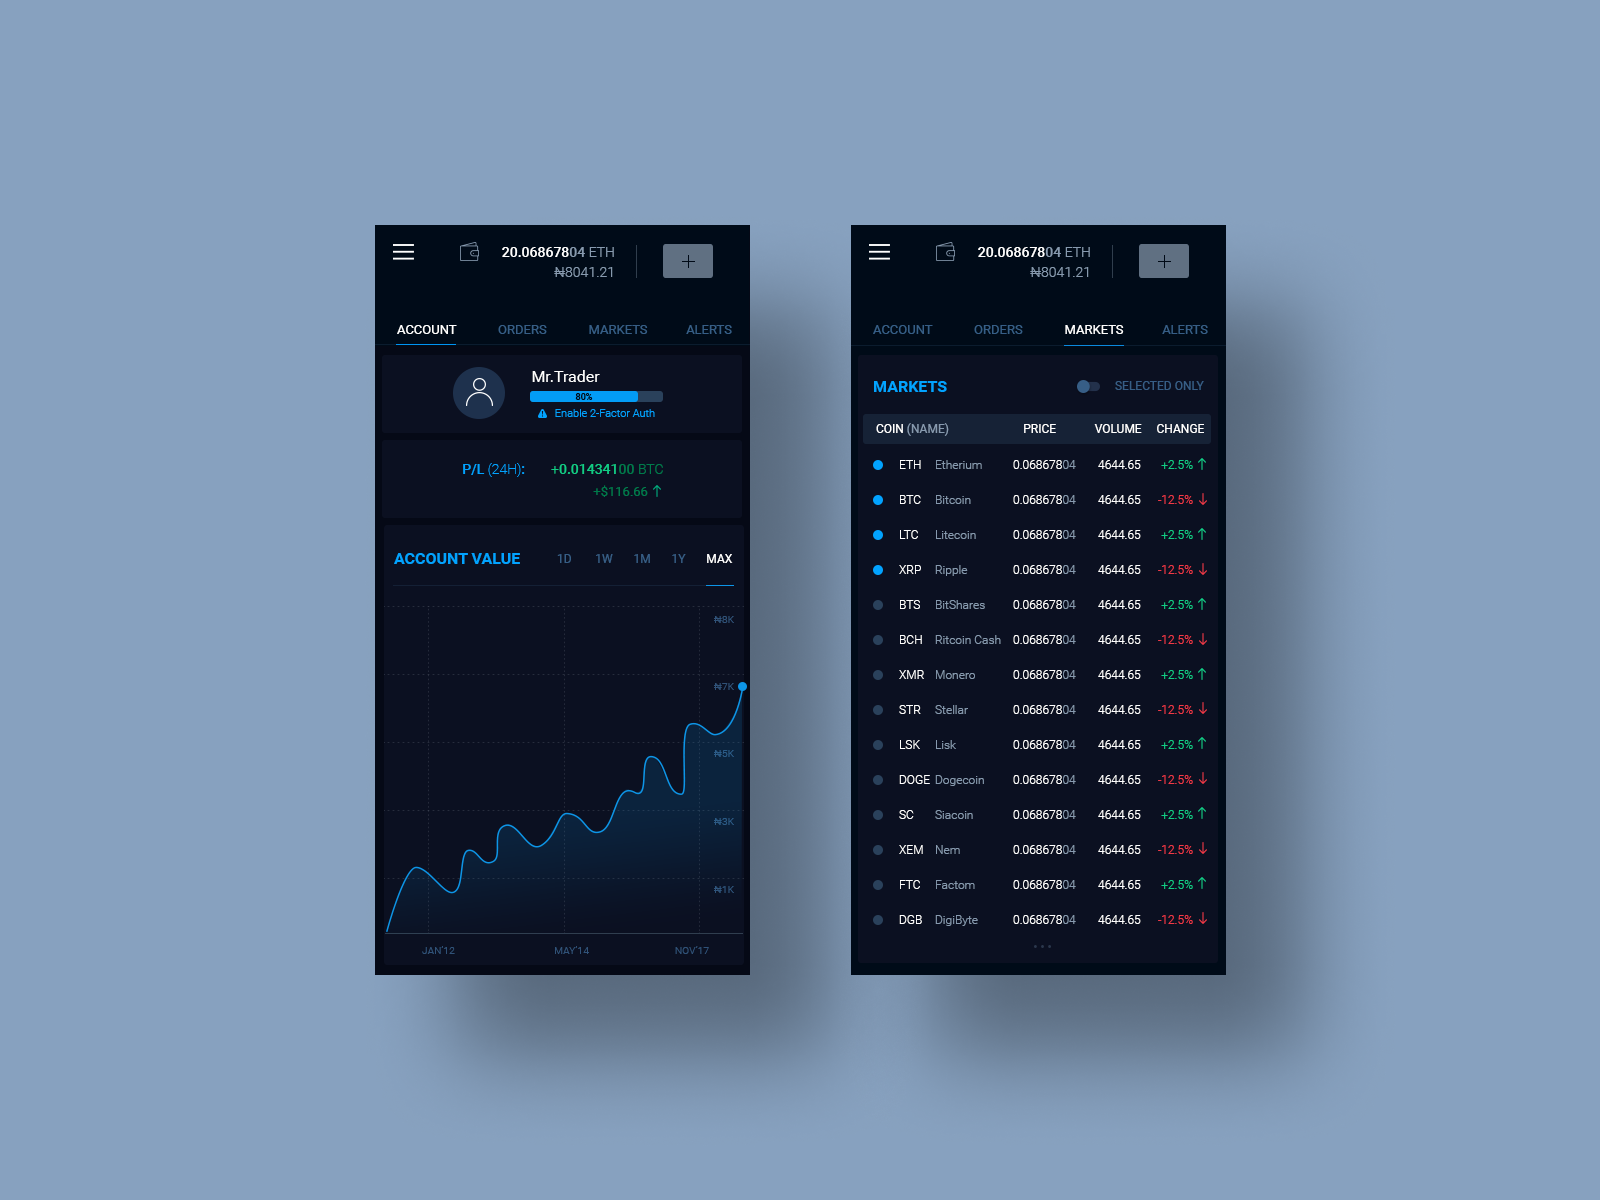 20.06867804 ETH
₦8041.21
+
ACCOUNT ORDERS MARKETS ALERTS
Mr.Trader
80%
Enable 2-Factor Auth
P/L (24H): +0.01434100 BTC
+$116.66 ↑
ACCOUNT VALUE 1D 1W 1M 1Y MAX
₦8K
₦7K
₦5K
₦3K
₦1K
JAN'12 MAY'14 NOV'17
20.06867804 ETH
₦8041.21
+
ACCOUNT ORDERS MARKETS ALERTS
MARKETS SELECTED ONLY
COIN (NAME) PRICE VOLUME CHANGE
ETH Etherium 0.06867804 4644.65 +2.5% ↑
BTC Bitcoin 0.06867804 4644.65 -12.5% ↓
LTC Litecoin 0.06867804 4644.65 +2.5% ↑
XRP Ripple 0.06867804 4644.65 -12.5% ↓
BTS BitShares 0.06867804 4644.65 +2.5% ↑
BCH Ritcoin Cash 0.06867804 4644.65 -12.5% ↓
XMR Monero 0.06867804 4644.65 +2.5% ↑
STR Stellar 0.06867804 4644.65 -12.5% ↓
LSK Lisk 0.06867804 4644.65 +2.5% ↑
DOGE Dogecoin 0.06867804 4644.65 -12.5% ↓
SC Siacoin 0.06867804 4644.65 +2.5% ↑
XEM Nem 0.06867804 4644.65 -12.5% ↓
FTC Factom 0.06867804 4644.65 +2.5% ↑
DGB DigiByte 0.06867804 4644.65 -12.5% ↓